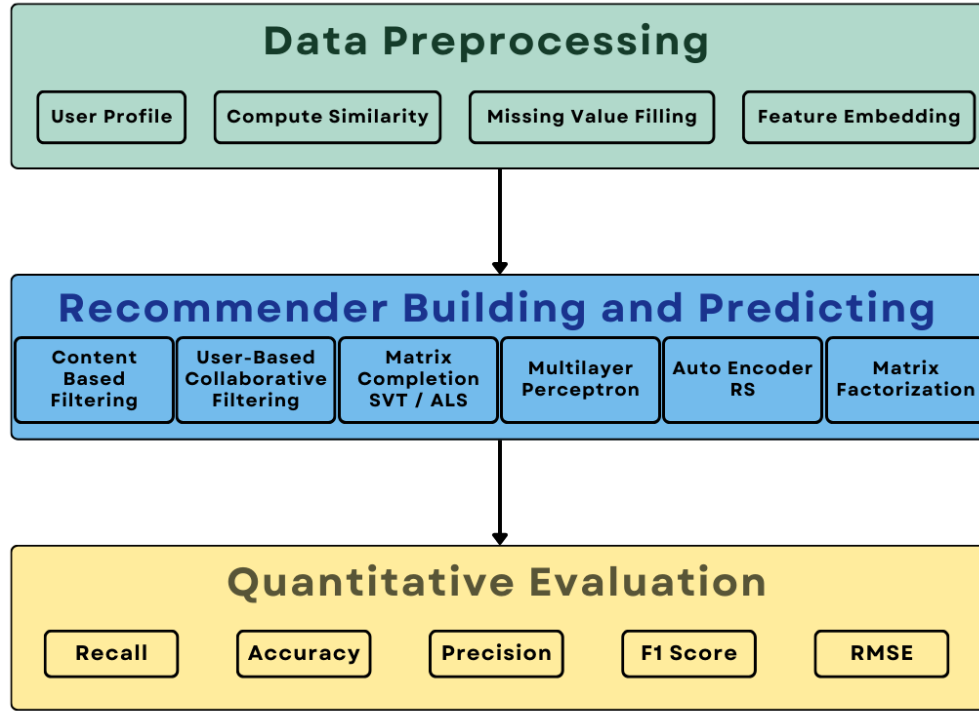 Data Preprocessing
User Profile
Compute Similarity
Missing Value Filling
Feature Embedding
Recommender Building and Predicting
Content
Based
Filtering
User-Based
Collaborative
Filtering
Matrix
Completion
SVT / ALS
Multilayer
Perceptron
Auto Encoder
RS
Matrix
Factorization
Quantitative Evaluation
Recall
Accuracy
Precision
F1 Score
RMSE